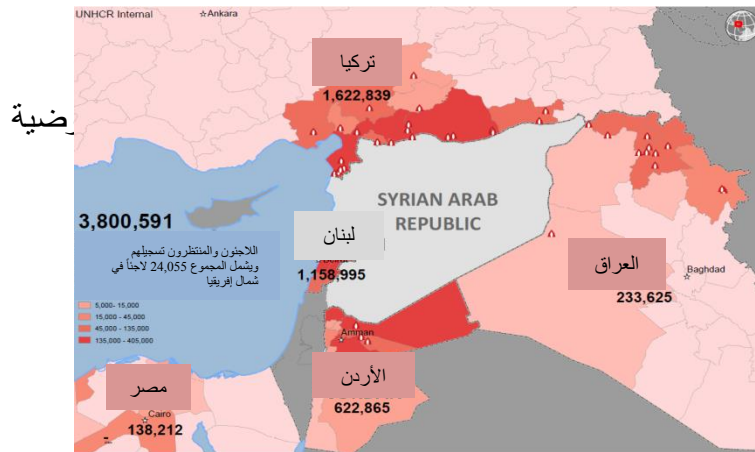 UNHCR Internal
Ankara
تركيا
1,622,839
رضية
SYRIAN ARAB
REPUBLIC
3,800,591
اللاجئون والمنتظرون تسجيلهم
ويشمل المجموع 24,055 لاجئاً في
شمال إفريقيا
لبنان
1,158,995
العراق
Baghdad
233,625
5,000- 15,000
15,000 - 45,000
45,000 - 135,000
135,000 - 405,000
Amman
الأردن
622,865
مصر
Cairo
138,212